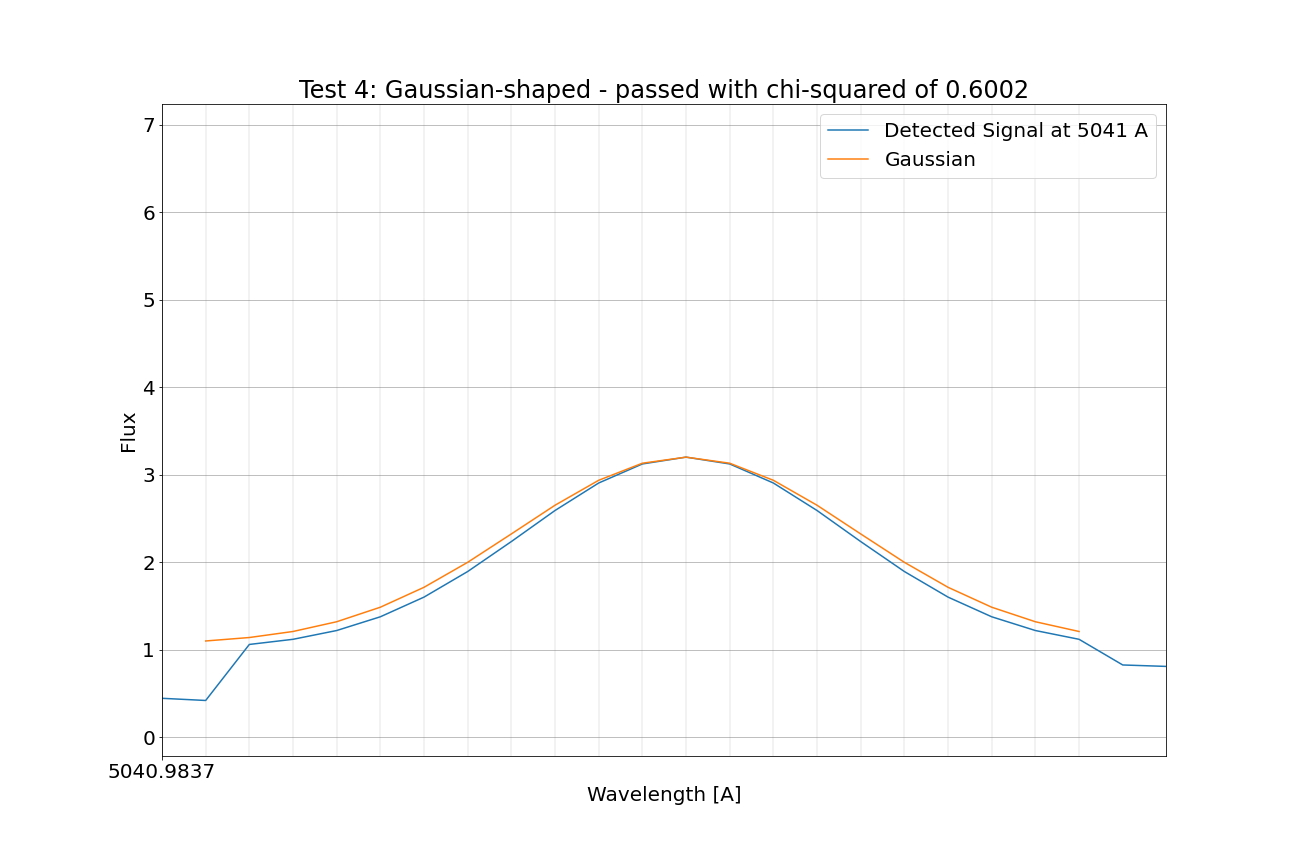 Test 4: Gaussian-shaped - passed with chi-squared of 0.6002
Detected Signal at 5041 A
Gaussian
7
6
5
4
3
2
1
0
Flux
5040.9837
Wavelength [A]